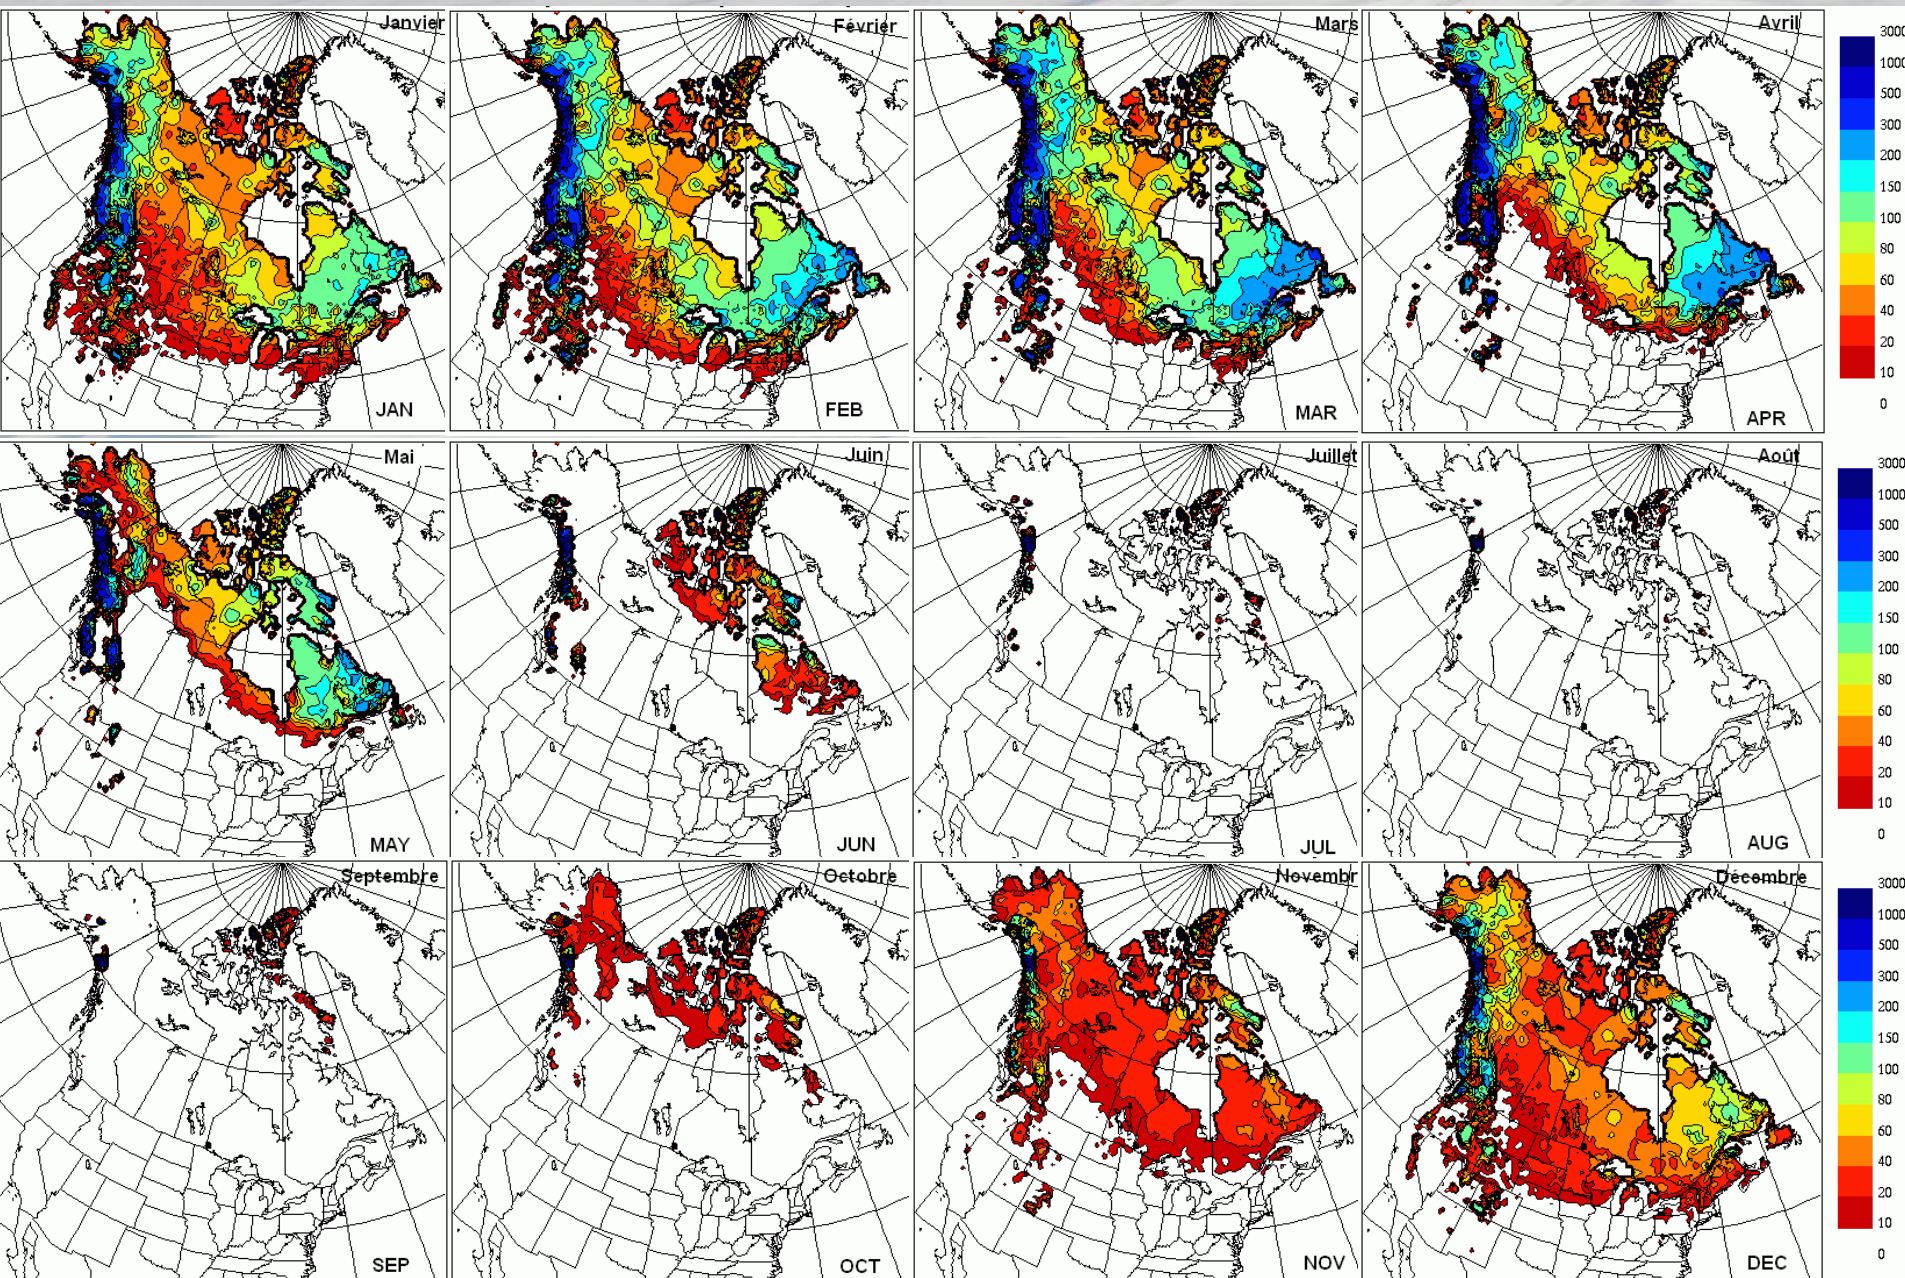 Janvier
JAN
Février
FEB
Mars
MAR
Avril
APR
3000
1000
500
300
200
150
100
80
60
40
20
10
0
Mai
MAY
Juin
JUN
Juillet
JUL
Août
AUG
3000
1000
500
300
200
150
100
80
60
40
20
10
0
Septembre
SEP
Octobre
OCT
Novembr
NOV
Décembre
DEC
3000
1000
500
300
200
150
100
80
60
40
20
10
0